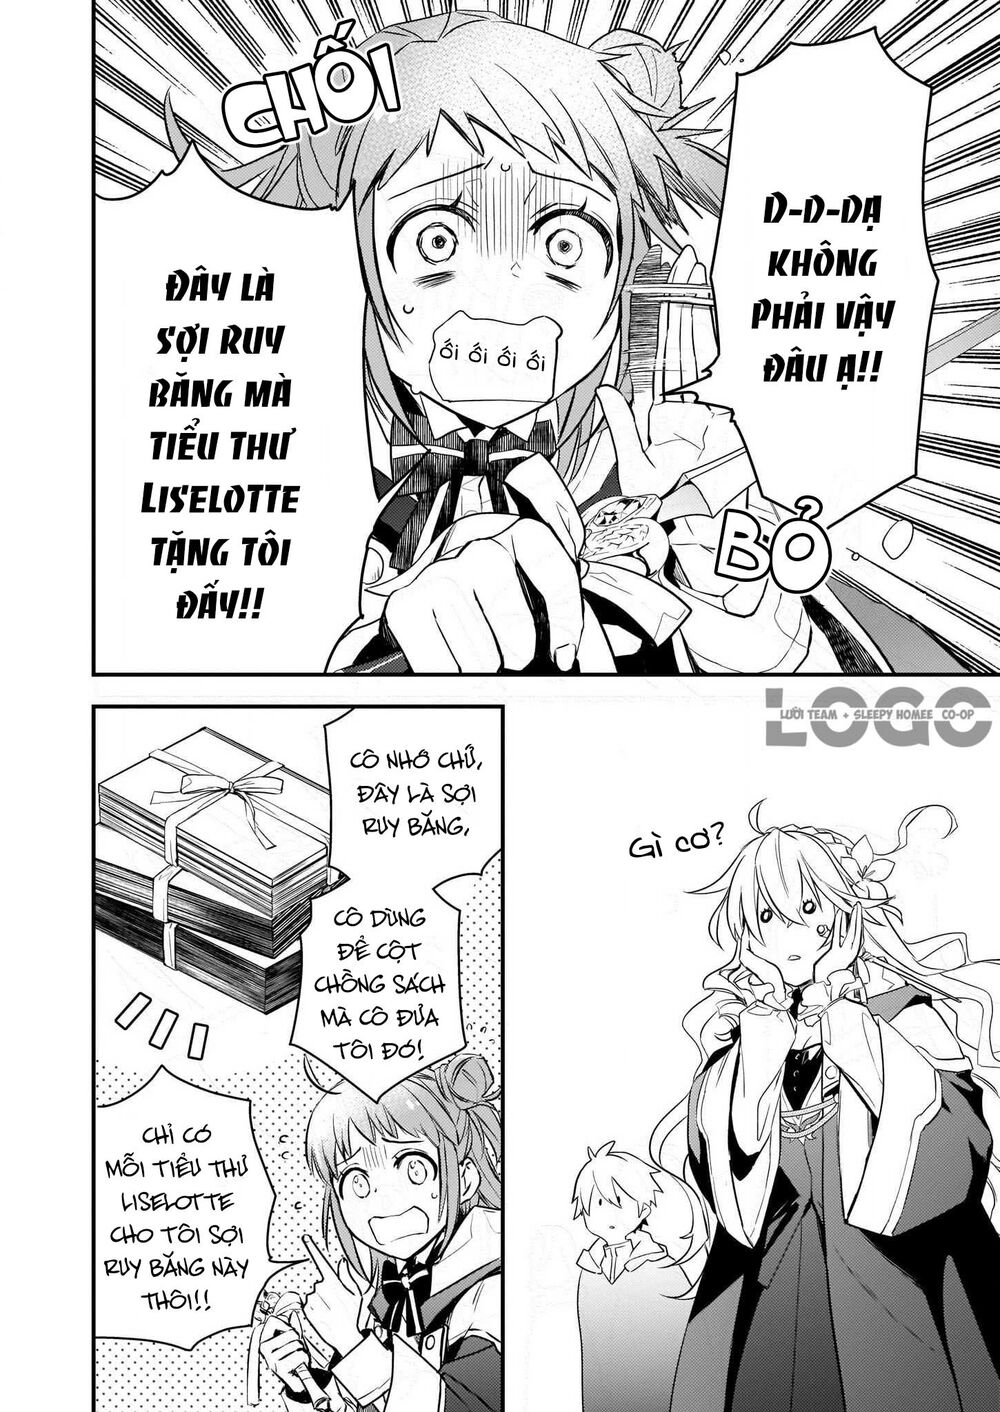 D-D-DẠ
KHÔNG
PHẢI VẬY
ĐÂU Ạ!!
CHỐI
BỎ
ối ối ối ối
ĐÂY LÀ
SỢI RUY
BĂNG MÀ
TIỂU THƯ
LISELOTTE
TẶNG TÔI
ĐẤY!!
LOGO
LƯỜI TEAM + SLEEPY HOMEE CO-OP
GÌ CƠ?
CÔ NHỚ CHỨ,
ĐÂY LÀ SỢI
RUY BĂNG,
CÔ DÙNG
ĐỂ CỘT
CHỒNG SÁCH
MÀ CÔ ĐƯA
TÔI ĐÓ!
CHỈ CÓ
MỖI TIỂU THƯ
LISELOTTE
CHO TÔI SỢI
RUY BĂNG NÀY
THÔI!!